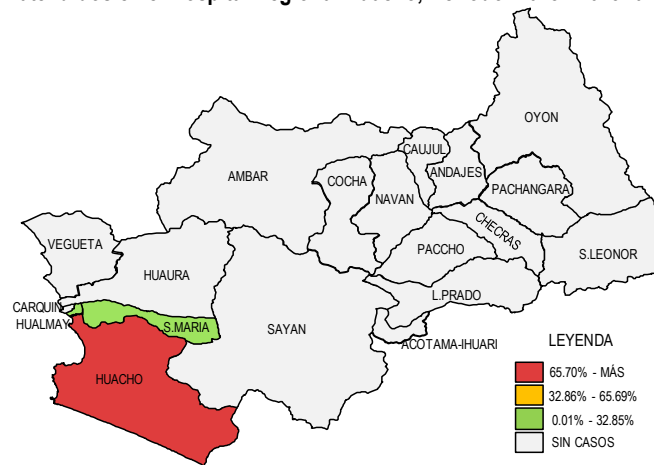 OYON
CAUJUL
ANDAJES
COCHA
AMBAR
NAVAN
PACHANGARA
CHECRAS
VEGUETA
PACCHO
S.LEONOR
HUAURA
L.PRADO
CARQUIN
HUALMAY
S.MARIA
SAYAN
ACOTAMA-IHUARI
HUACHO
LEYENDA
65.70% - MÁS
32.86% - 65.69%
0.01% - 32.85%
SIN CASOS